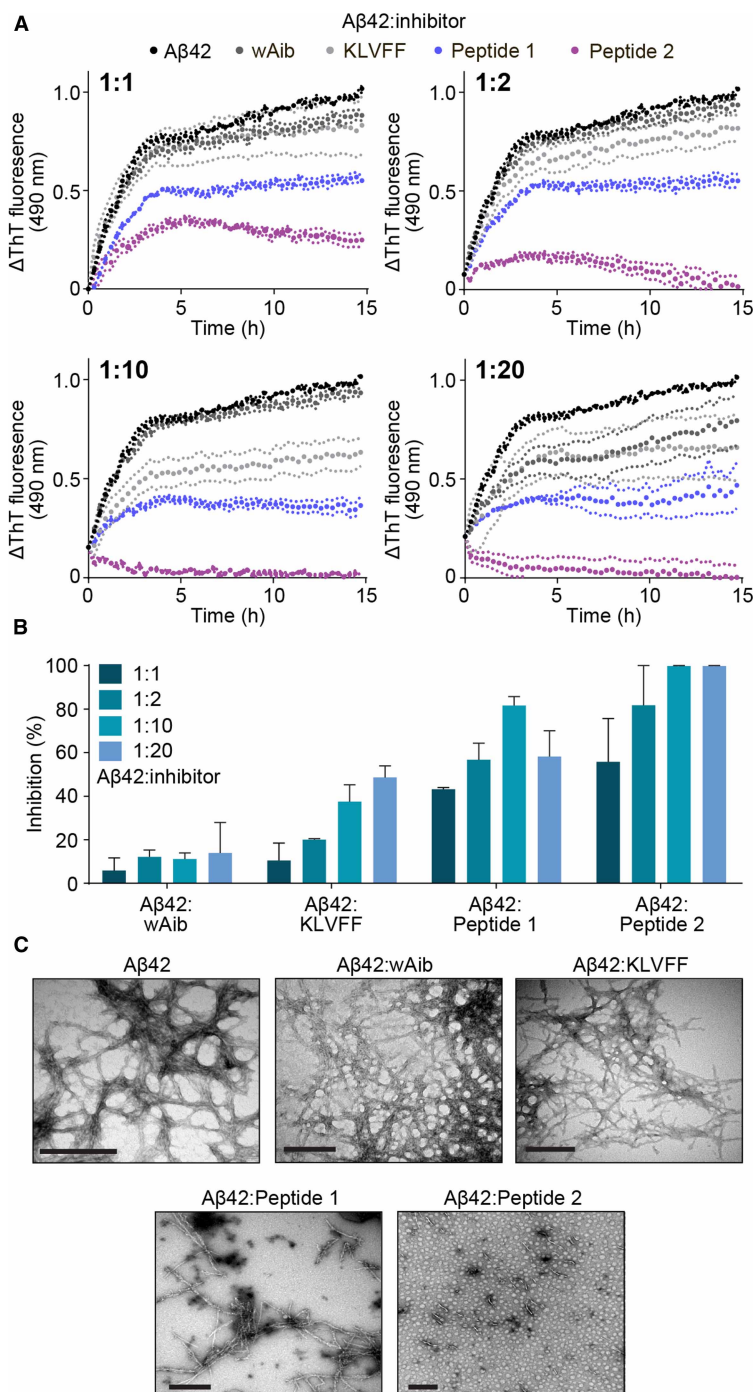 A
Aβ42:inhibitor
Aβ42 wAib KLVFF Peptide 1 Peptide 2
1:1
1.0
0.5
0
ΔThT fluoresence
(490 nm)
0 5 10 15
Time (h)
1:2
1.0
0.5
0
ΔThT fluoresence
(490 nm)
0 5 10 15
Time (h)
1:10
1.0
0.5
0
ΔThT fluoresence
(490 nm)
0 5 10 15
Time (h)
1:20
1.0
0.5
0
ΔThT fluoresence
(490 nm)
0 5 10 15
Time (h)
B
100
80
60
40
20
0
Inhibition (%)
1:1
1:2
1:10
1:20
Aβ42:inhibitor
Aβ42:
wAib
Aβ42:
KLVFF
Aβ42:
Peptide 1
Aβ42:
Peptide 2
C
Aβ42
Aβ42:wAib
Aβ42:KLVFF
Aβ42:Peptide 1
Aβ42:Peptide 2